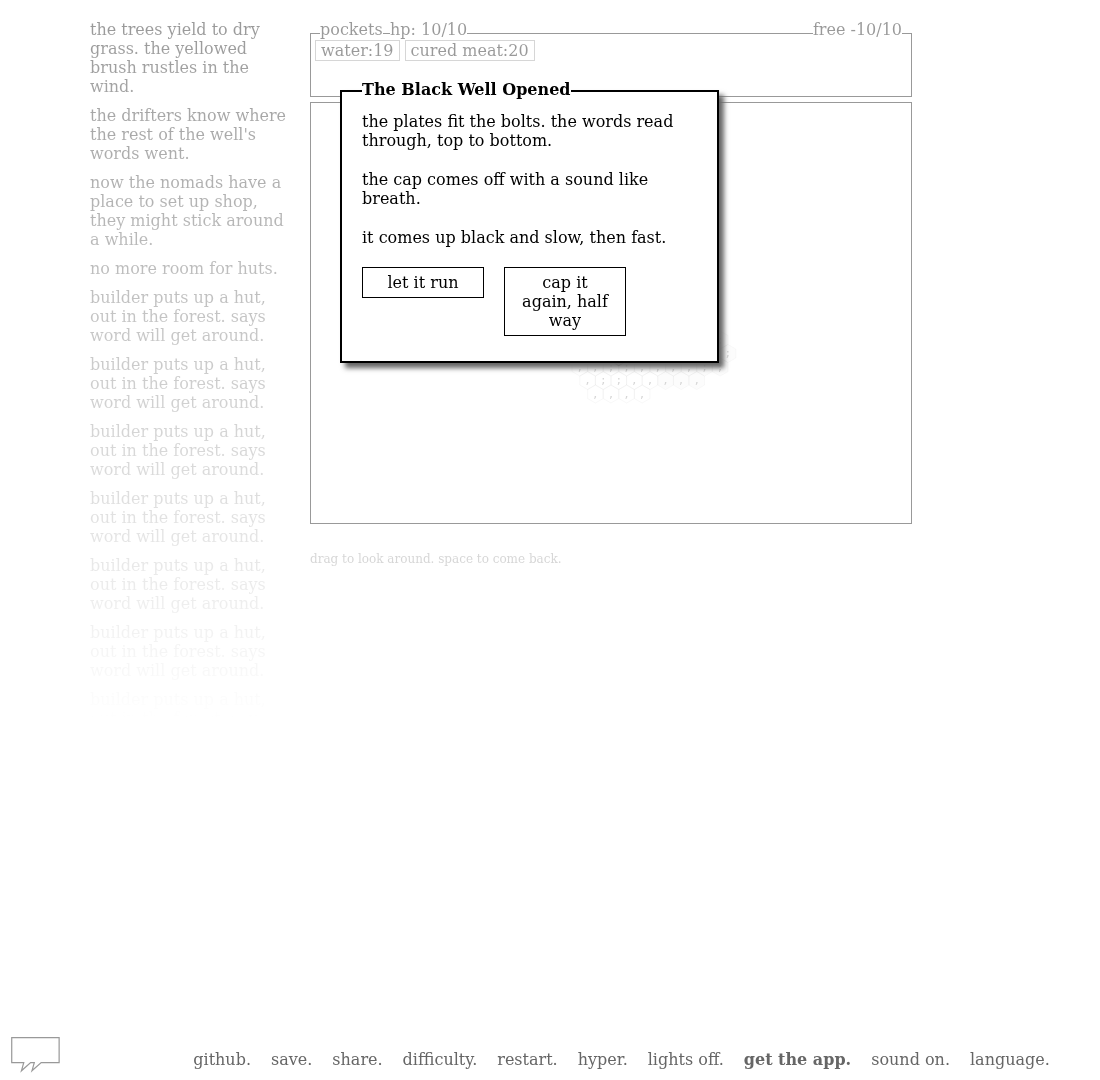 the trees yield to dry
grass. the yellowed
brush rustles in the
wind.
the drifters know where
the rest of the well's
words went.
now the nomads have a
place to set up shop,
they might stick around
a while.
no more room for huts.
builder puts up a hut,
out in the forest. says
word will get around.
builder puts up a hut,
out in the forest. says
word will get around.
builder puts up a hut,
out in the forest. says
word will get around.
builder puts up a hut,
out in the forest. says
word will get around.
builder puts up a hut,
out in the forest. says
word will get around.
builder puts up a hut,
out in the forest. says
word will get around.
builder puts up a hut,
pockets hp: 10/10 free -10/10
water:19 cured meat:20
The Black Well Opened
the plates fit the bolts. the words read
through, top to bottom.
the cap comes off with a sound like
breath.
it comes up black and slow, then fast.
let it run
cap it
again, half
way
drag to look around. space to come back.
github. save. share. difficulty. restart. hyper. lights off. get the app. sound on. language.